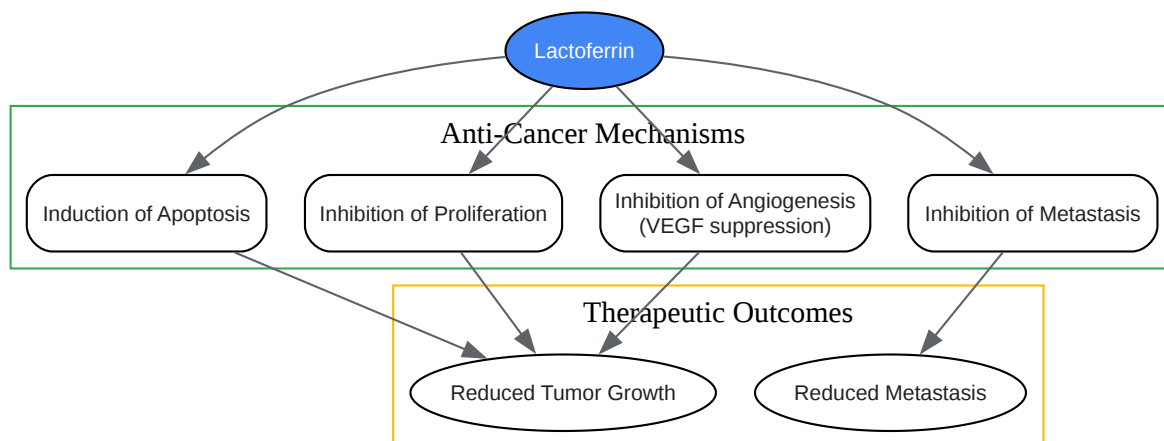 Lactoferrin
Anti-Cancer Mechanisms
Induction of Apoptosis
Inhibition of Proliferation
Inhibition of Angiogenesis
(VEGF suppression)
Inhibition of Metastasis
Therapeutic Outcomes
Reduced Tumor Growth
Reduced Metastasis